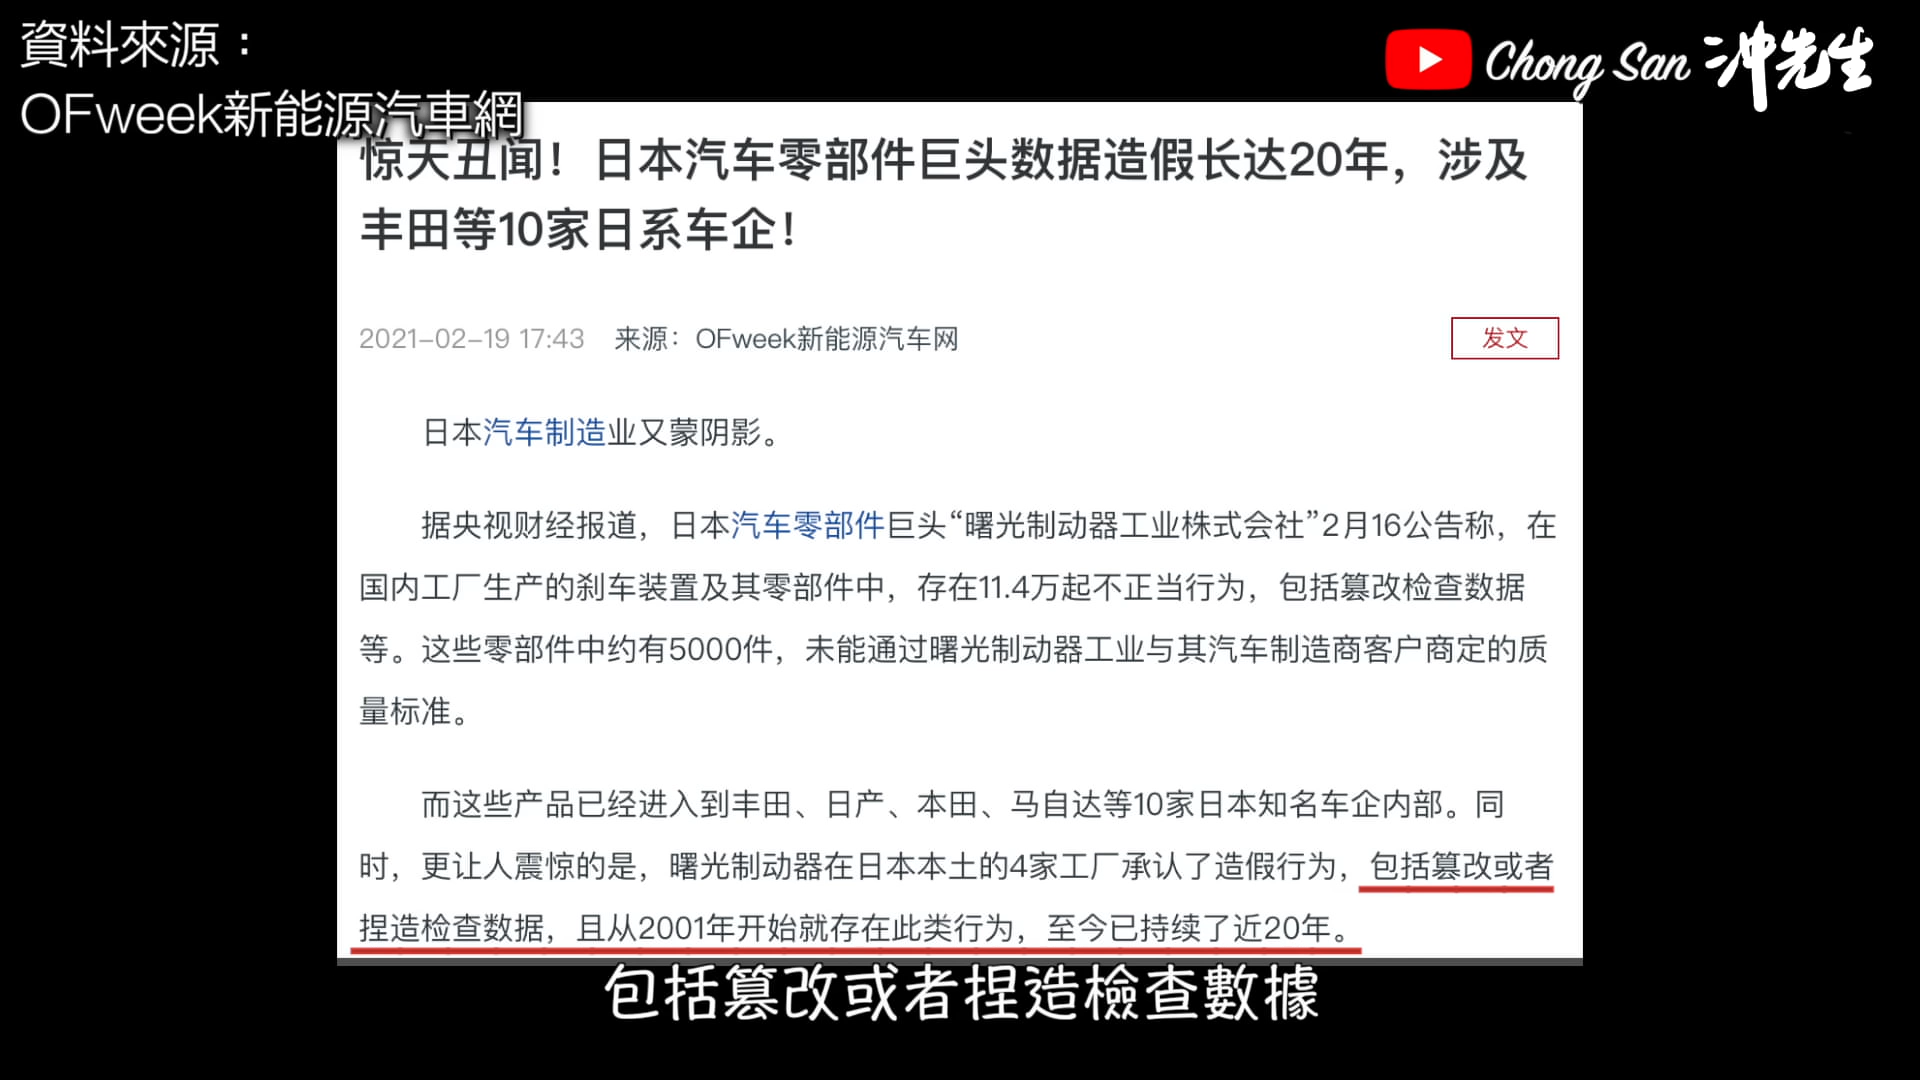 資料來源：
OFweek新能源汽車網
Chong San 沖先生
惊天丑闻！日本汽车零部件巨头数据造假长达20年，涉及
丰田等10家日系车企！
2021-02-19 17:43 来源：OFweek新能源汽车网
发文
日本汽车制造业又蒙阴影。
据央视财经报道，日本汽车零部件巨头“曙光制动器工业株式会社”2月16公告称，在
国内工厂生产的刹车装置及其零部件中，存在11.4万起不正当行为，包括篡改检查数据
等。这些零部件中约有5000件，未能通过曙光制动器工业与其汽车制造商客户商定的质
量标准。
而这些产品已经进入到丰田、日产、本田、马自达等10家日本知名车企内部。同
时，更让人震惊的是，曙光制动器在日本本土的4家工厂承认了造假行为，包括篡改或者
捏造检查数据，且从2001年开始就存在此类行为，至今已持续了近20年。
包括篡改或者捏造檢查數據